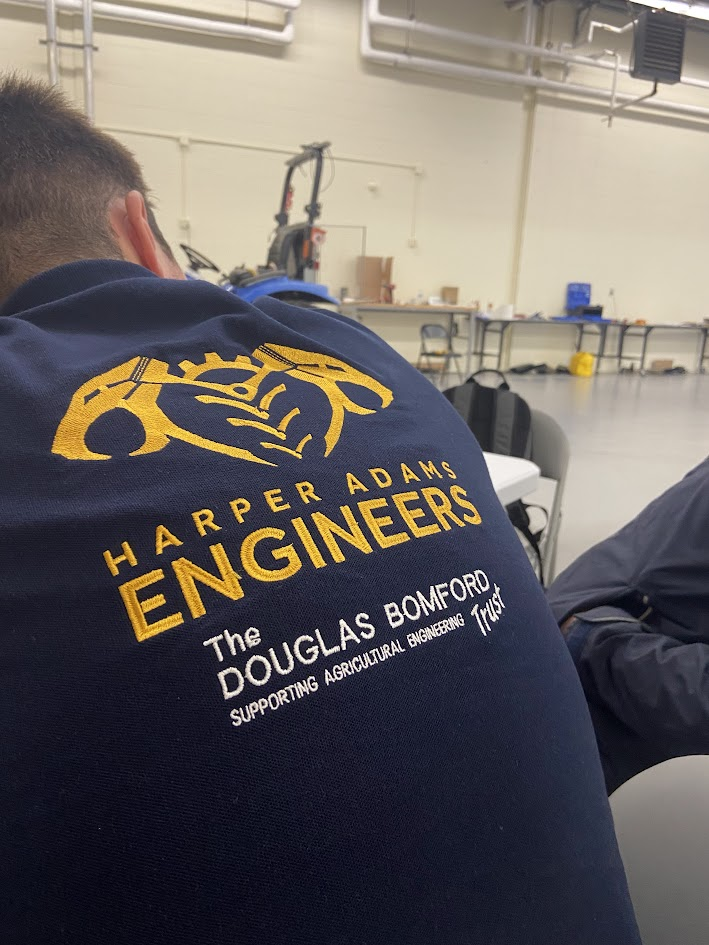 HARPER ADAMS
ENGINEERS
The
DOUGLAS BOMFORD
Trust
SUPPORTING AGRICULTURAL ENGINEERING